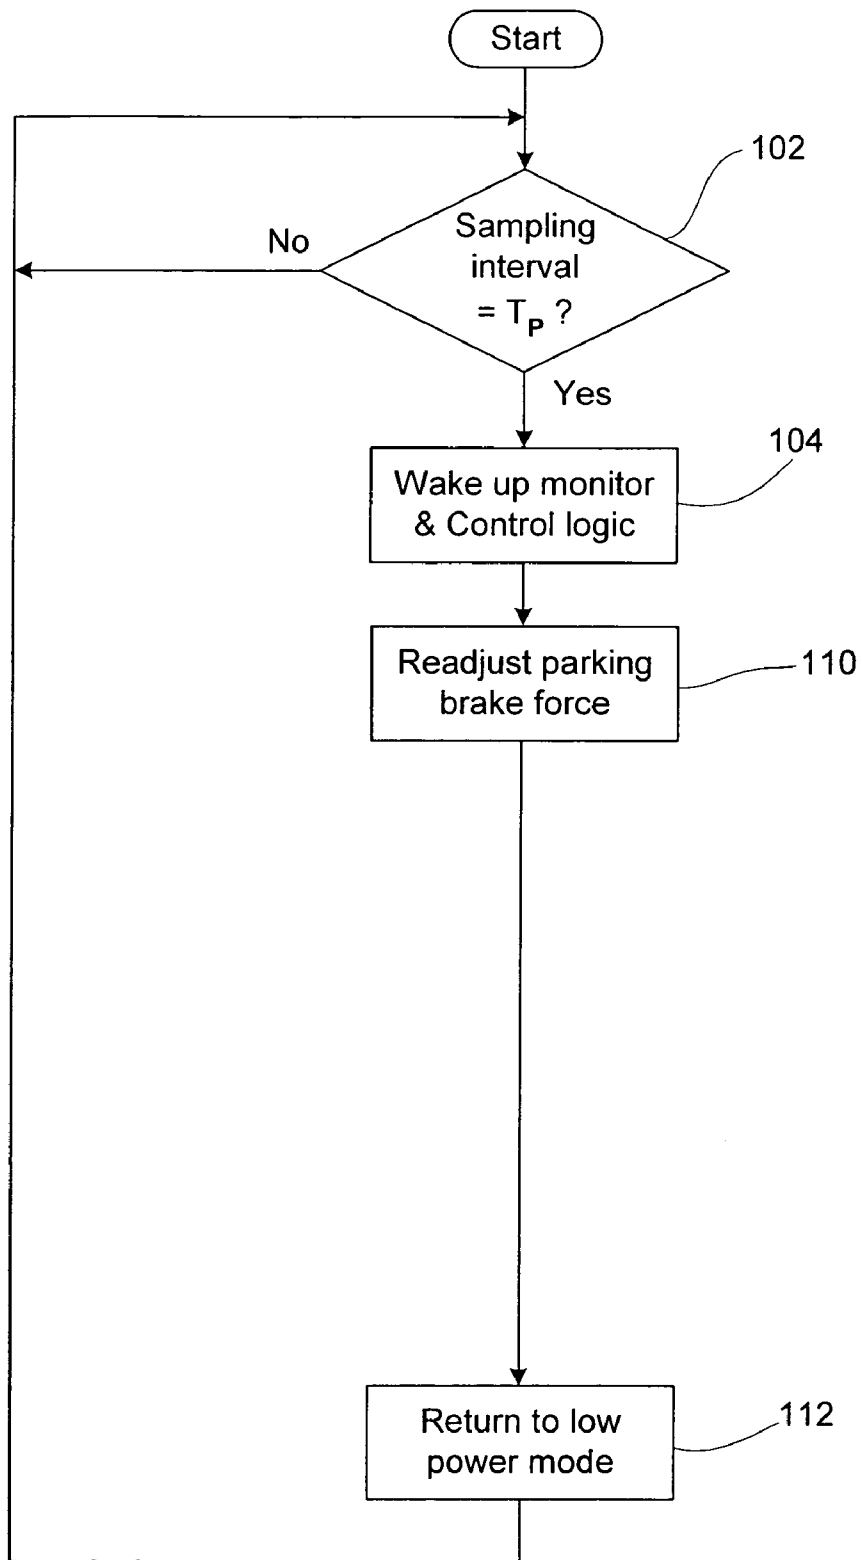 Start
102
No
Sampling
interval
= TP ?
Yes
104
Wake up monitor
& Control logic
Readjust parking
brake force
110
Return to low
power mode
112